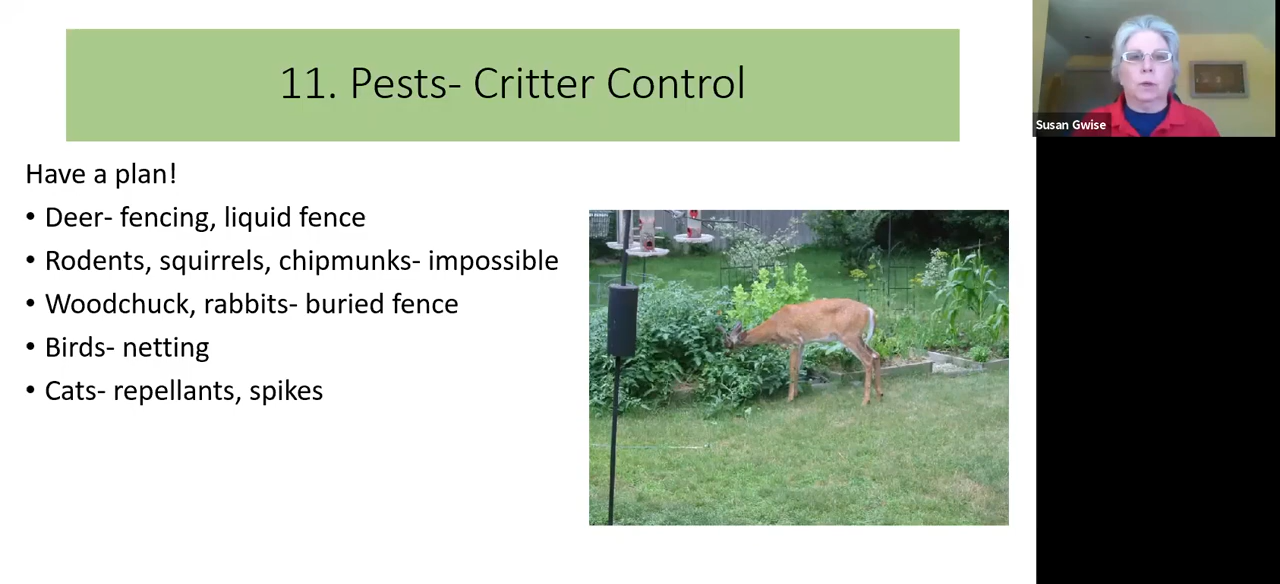 11. Pests- Critter Control
Susan Gwise
Have a plan!
• Deer- fencing, liquid fence
• Rodents, squirrels, chipmunks- impossible
• Woodchuck, rabbits- buried fence
• Birds- netting
• Cats- repellants, spikes